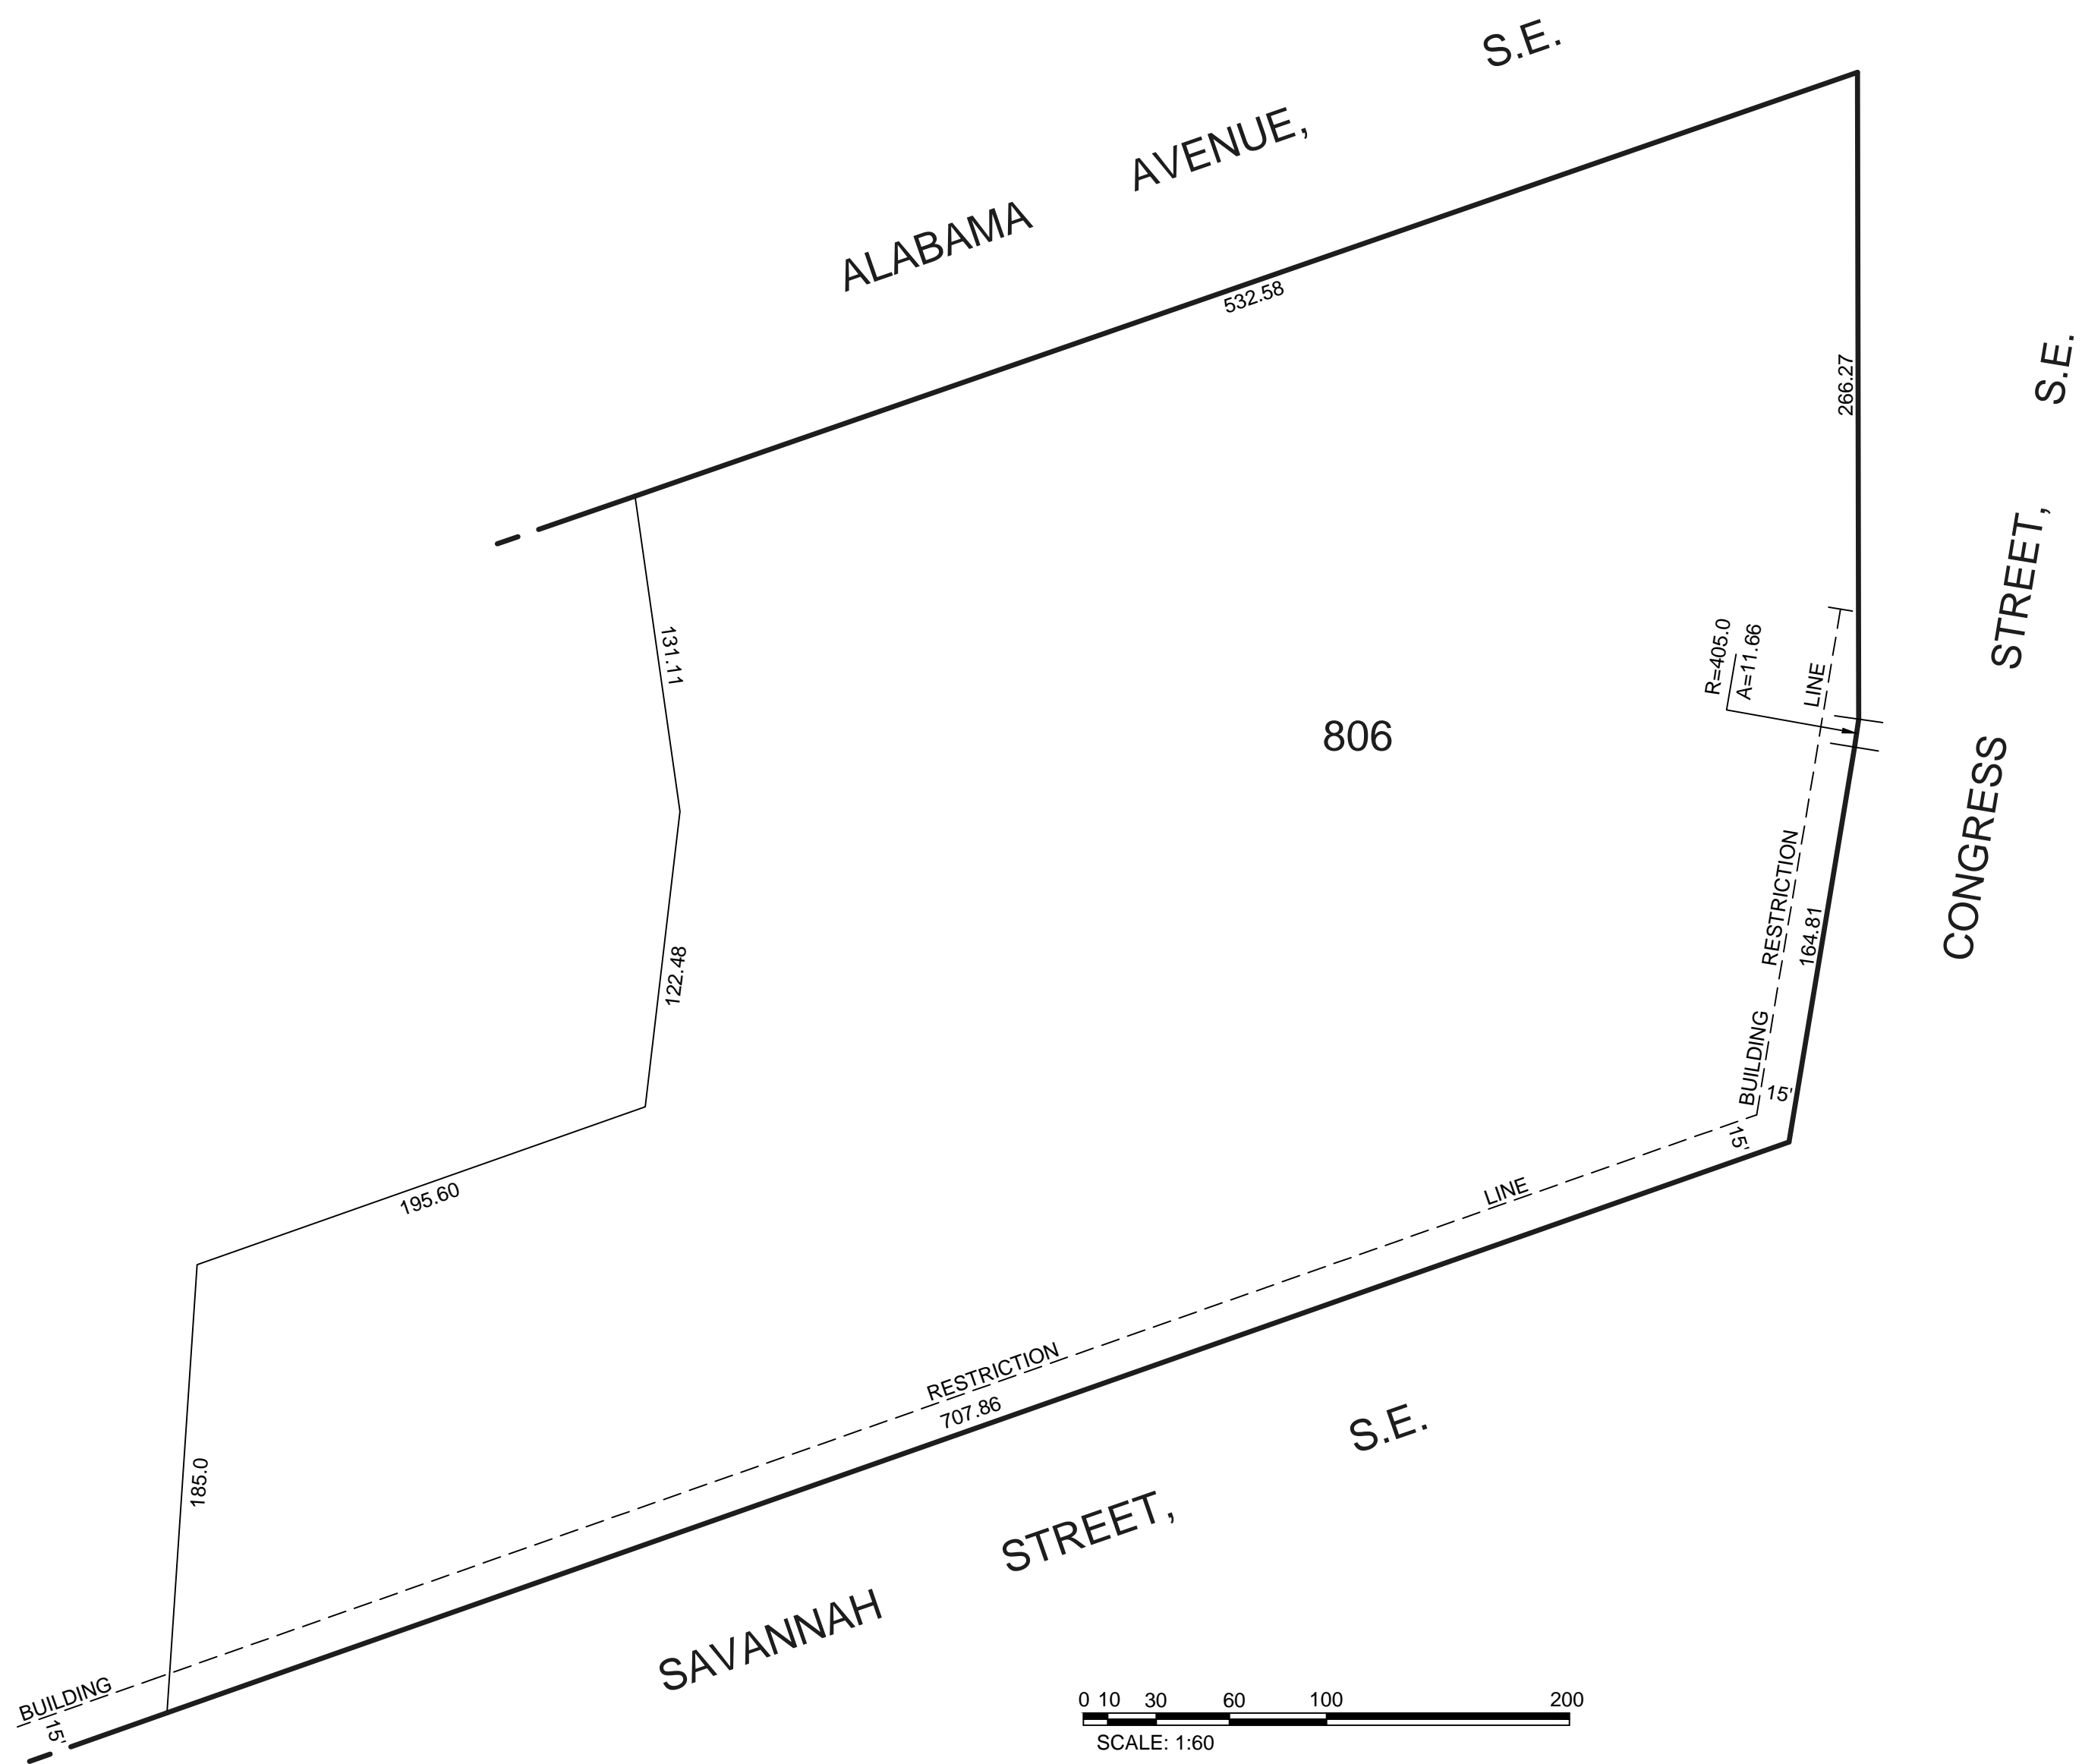 ALABAMA AVENUE, S.E.
532.58
266.27
CONGRESS STREET, S.E.
131.11
R=405.0
A=11.66
806
122.48
BUILDING RESTRICTION LINE
164.81
15'
15'
195.60
185.0
BUILDING RESTRICTION LINE
707.86
15'
SAVANNAH STREET, S.E.
0 10 30 60 100 200
SCALE: 1:60